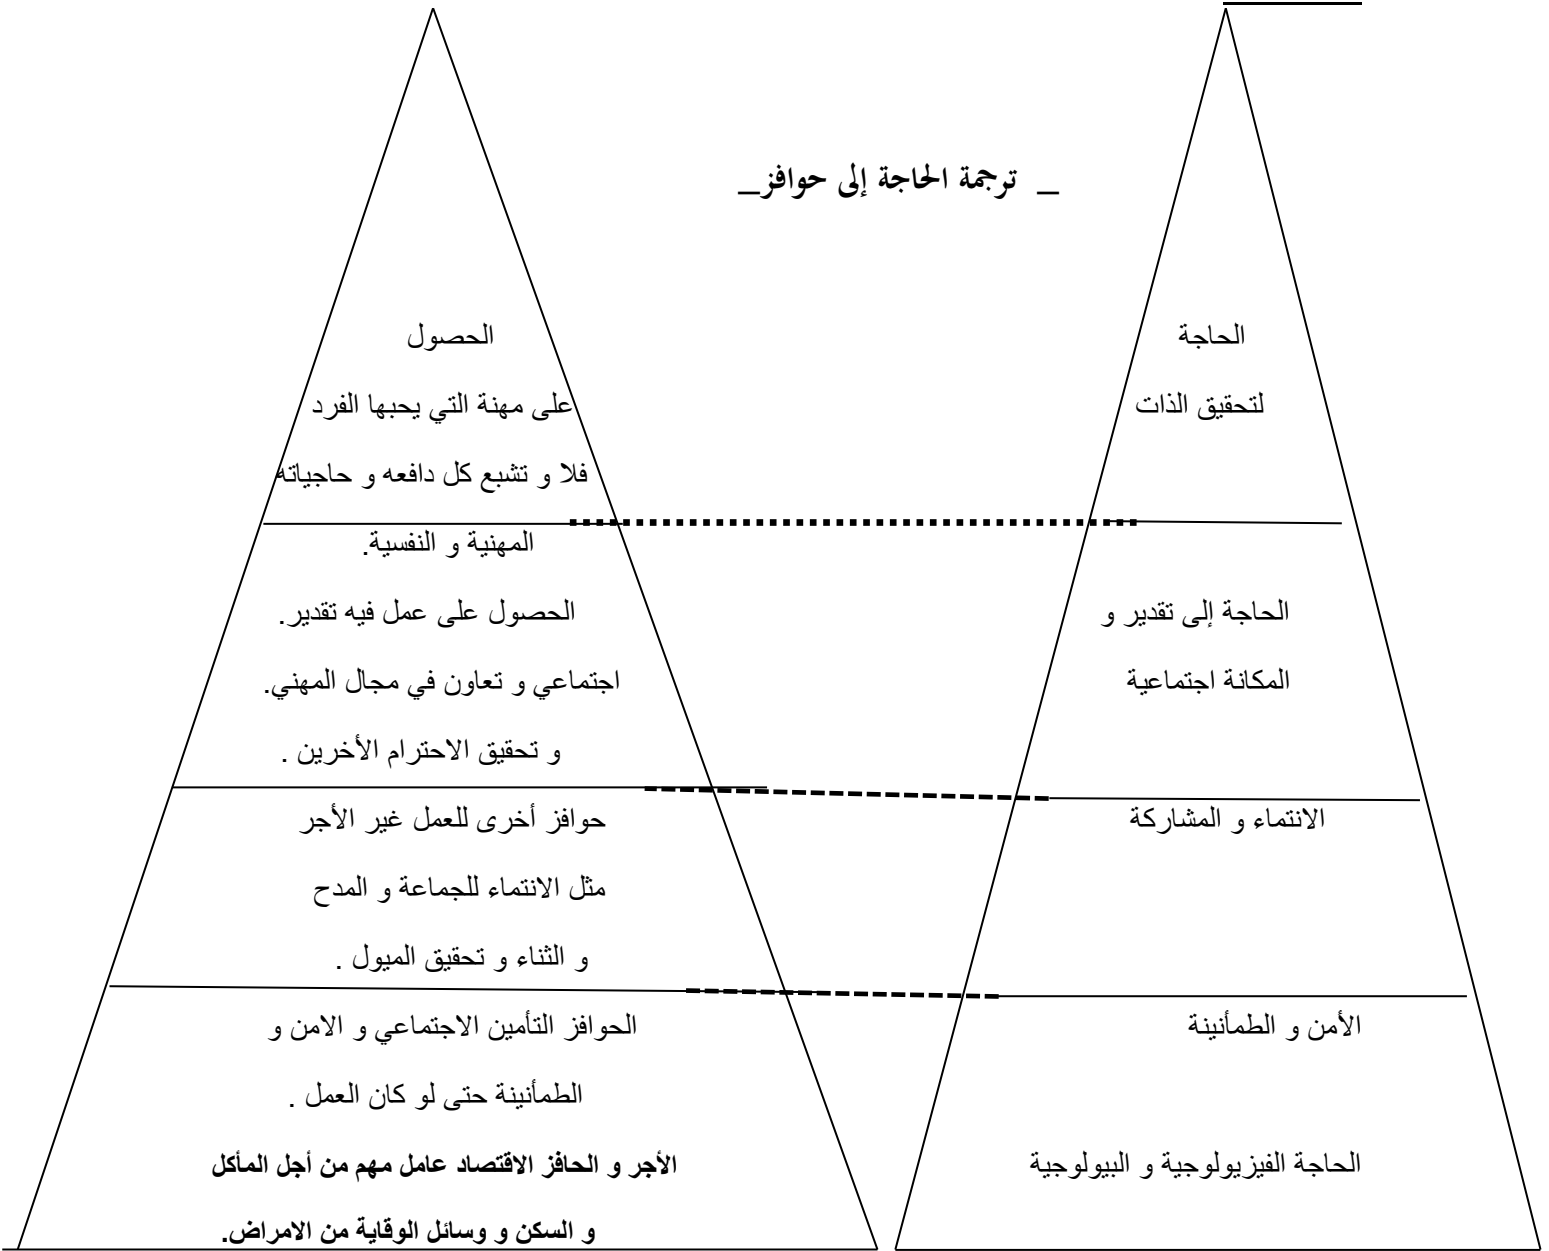 _ ترجمة الحاجة إلى حوافز_
الحاجة
لتحقيق الذات
الحاجة إلى تقدير و
المكانة اجتماعية
الانتماء و المشاركة
الأمن و الطمأنينة
الحاجة الفيزيولوجية و البيولوجية
الحصول
على مهنة التي يحبها الفرد
فلا و تشبع كل دافعه و حاجياته
المهنية و النفسية.
الحصول على عمل فيه تقدير.
اجتماعي و تعاون في مجال المهني.
و تحقيق الاحترام الأخرين .
حوافز أخرى للعمل غير الأجر
مثل الانتماء للجماعة و المدح
و الثناء و تحقيق الميول .
الحوافز التأمين الاجتماعي و الامن و
الطمأنينة حتى لو كان العمل .
الأجر و الحافز الاقتصاد عامل مهم من أجل المأكل
و السكن و وسائل الوقاية من الامراض.